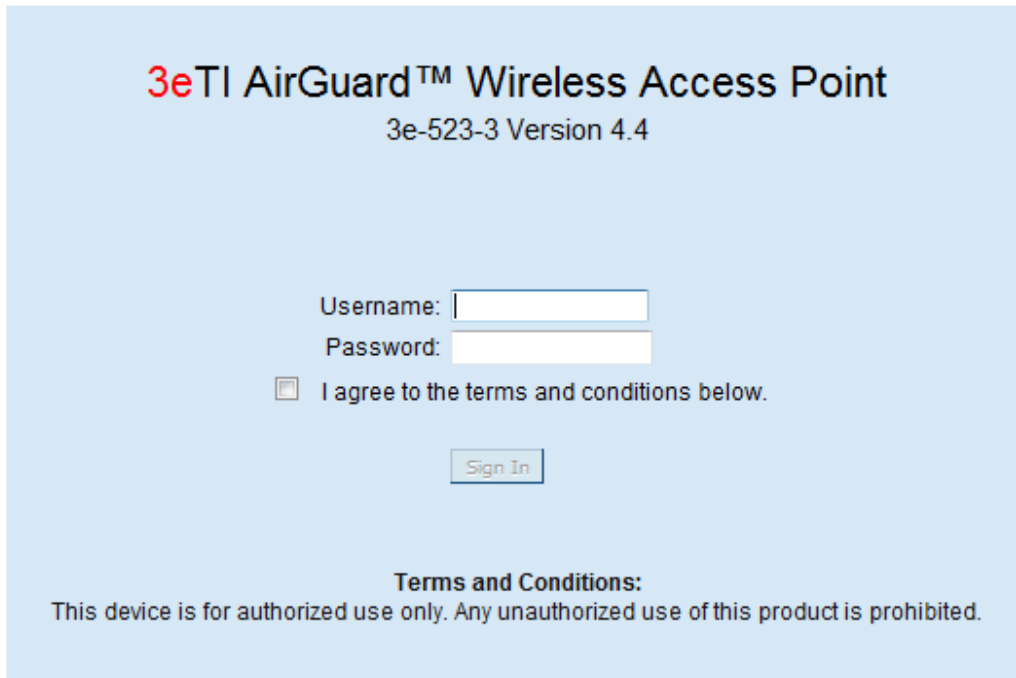 3eTI AirGuard™ Wireless Access Point
3e-523-3 Version 4.4
Username:
Password:
I agree to the terms and conditions below.
Sign In
Terms and Conditions:
This device is for authorized use only. Any unauthorized use of this product is prohibited.